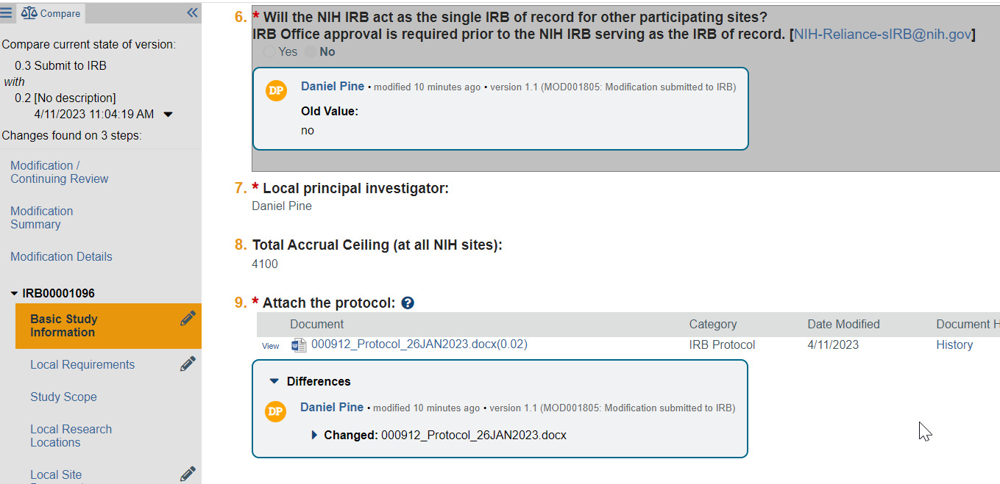 Compare
Compare current state of version:
0.3 Submit to IRB
with
0.2 [No description]
4/11/2023 11:04:19 AM
Changes found on 3 steps:
Modification /
Continuing Review
Modification
Summary
Modification Details
IRB00001096
Basic Study
Information
Local Requirements
Study Scope
Local Research
Locations
Local Site
6. * Will the NIH IRB act as the single IRB of record for other participating sites?
IRB Office approval is required prior to the NIH IRB serving as the IRB of record. [NIH-Reliance-sIRB@nih.gov]
Yes No
DP Daniel Pine • modified 10 minutes ago • version 1.1 (MOD001805: Modification submitted to IRB)
Old Value:
no
7. * Local principal investigator:
Daniel Pine
8. Total Accrual Ceiling (at all NIH sites):
4100
9. * Attach the protocol: ?
Document Category Date Modified Document H
View W 000912_Protocol_26JAN2023.docx(0.02) IRB Protocol 4/11/2023 History
Differences
DP Daniel Pine • modified 10 minutes ago • version 1.1 (MOD001805: Modification submitted to IRB)
Changed: 000912_Protocol_26JAN2023.docx